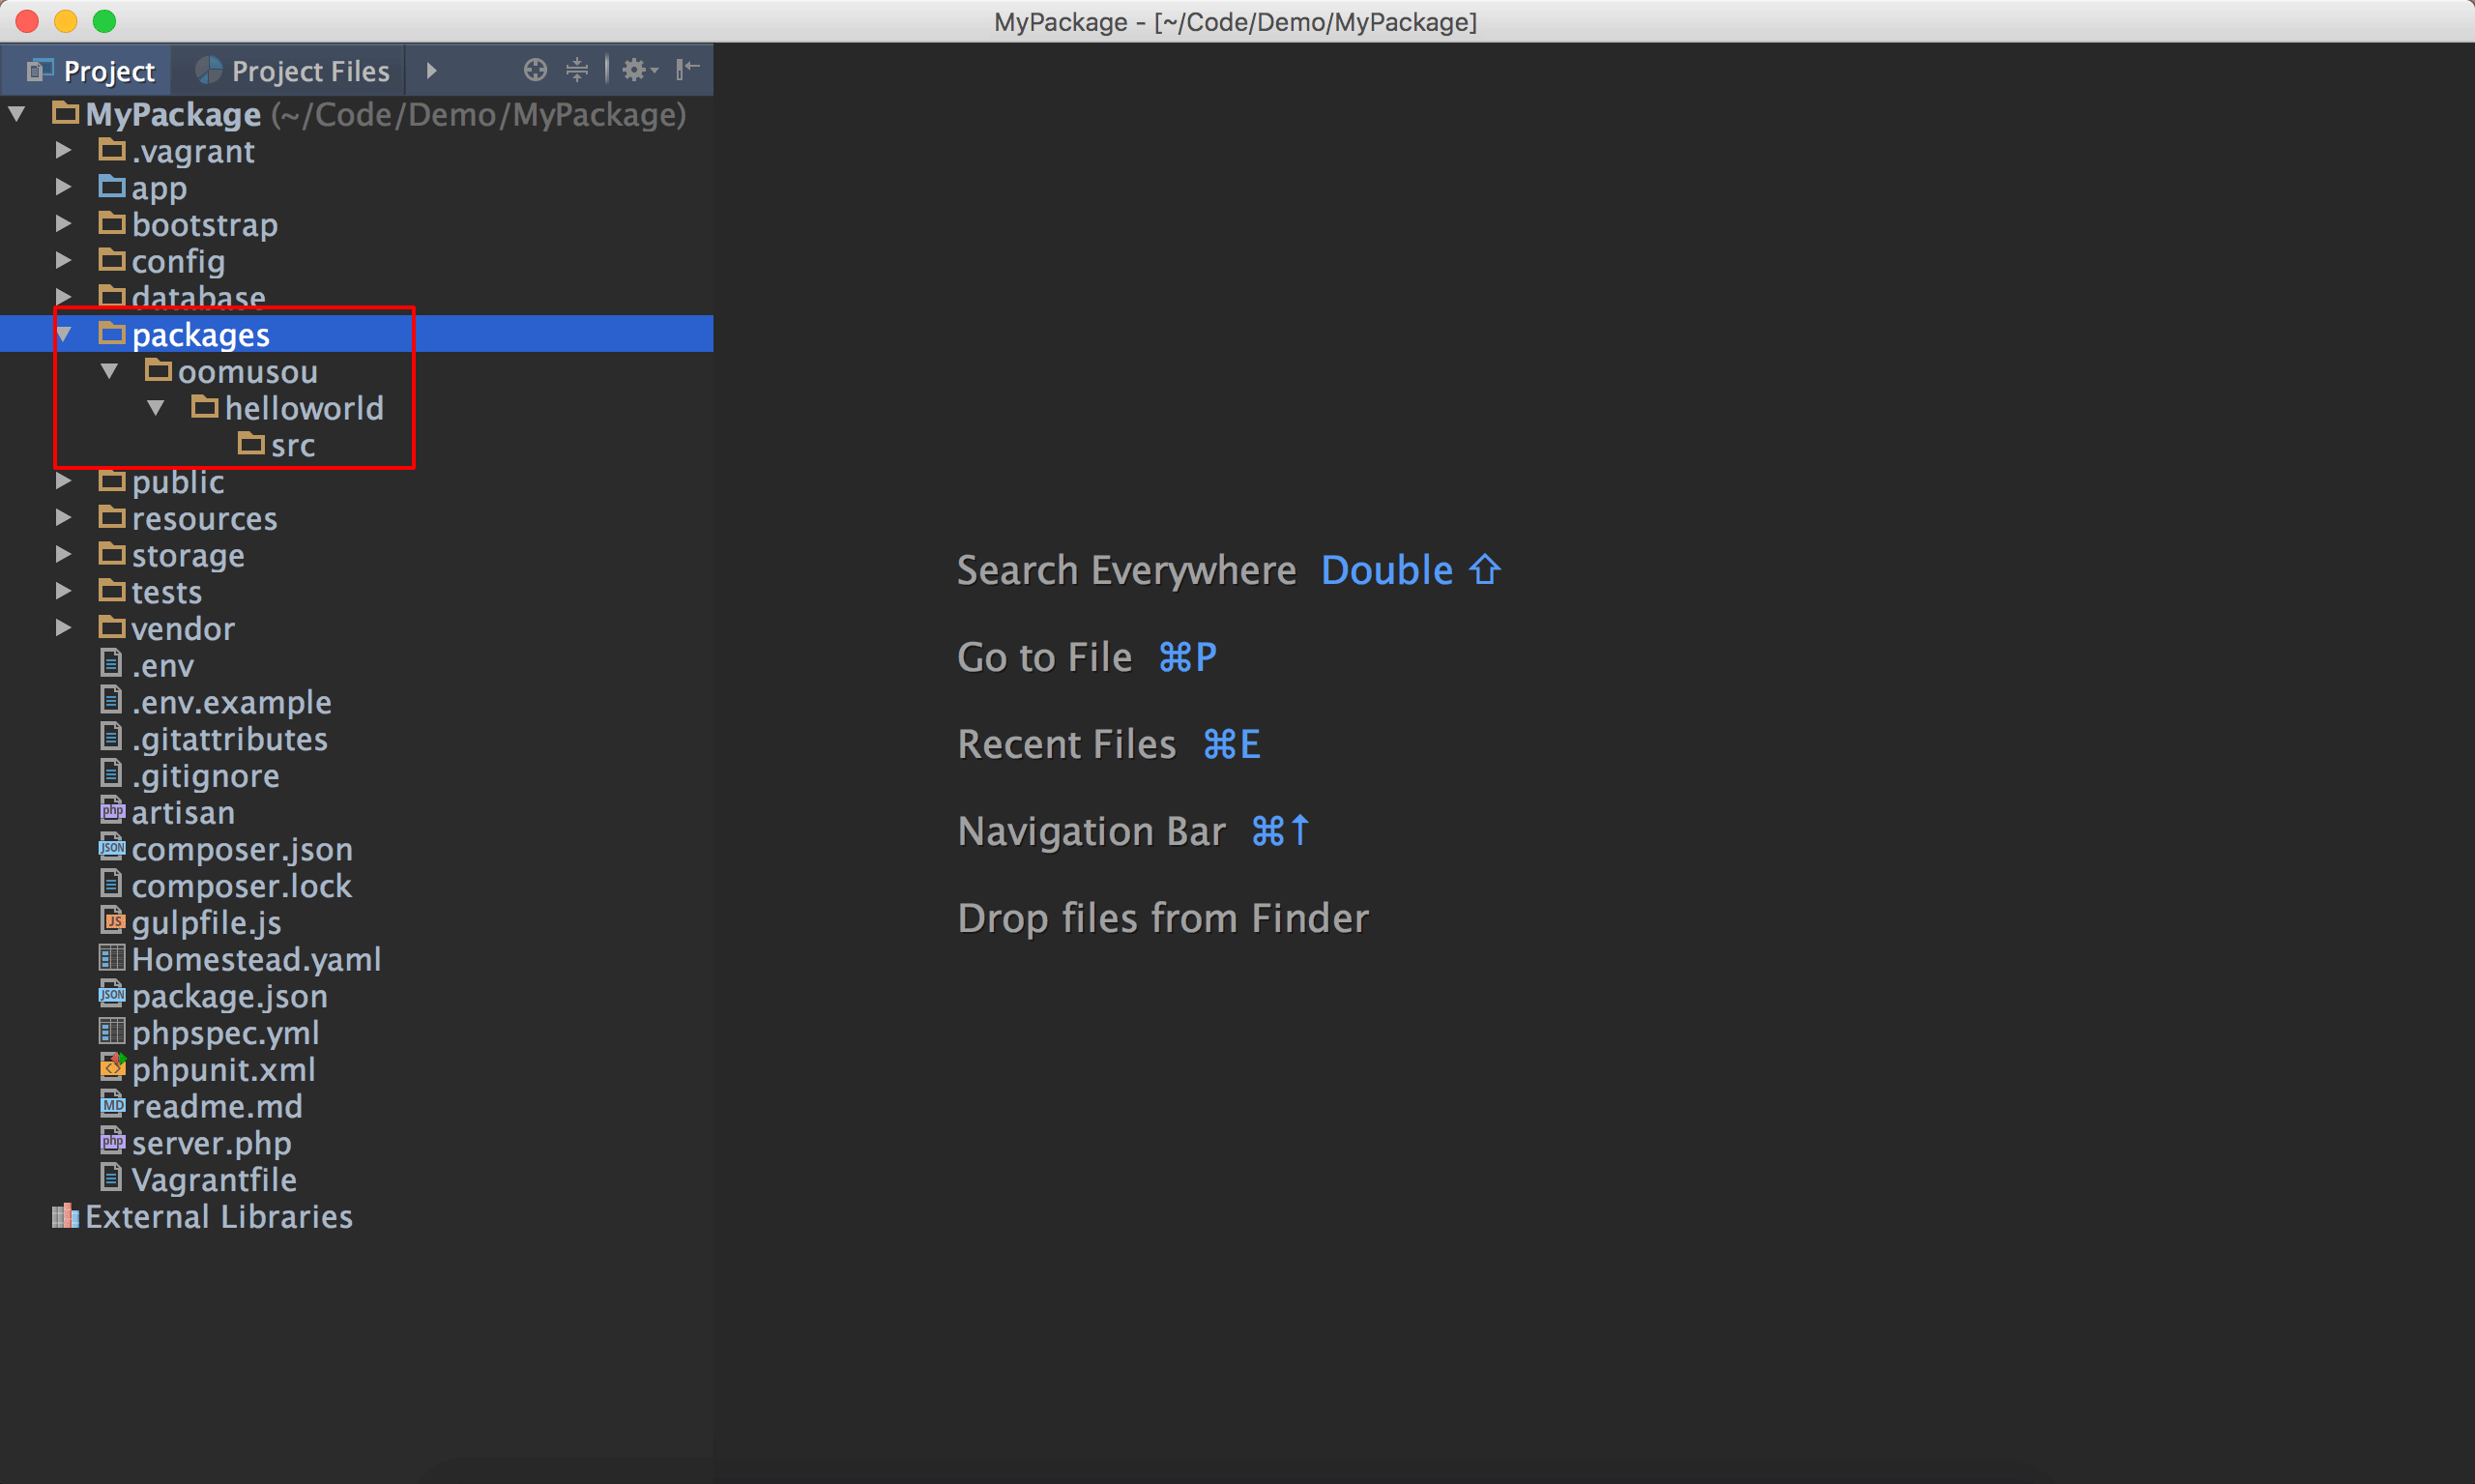 MyPackage - [~/Code/Demo/MyPackage]
Project
Project Files
MyPackage (~/Code/Demo/MyPackage)
.vagrant
app
bootstrap
config
database
packages
oomusou
helloworld
src
public
resources
storage
tests
vendor
.env
.env.example
.gitattributes
.gitignore
artisan
composer.json
composer.lock
gulpfile.js
Homestead.yaml
package.json
phpspec.yml
phpunit.xml
readme.md
server.php
Vagrantfile
External Libraries
Search Everywhere Double ⇧
Go to File ⌘P
Recent Files ⌘E
Navigation Bar ⌘↑
Drop files from Finder